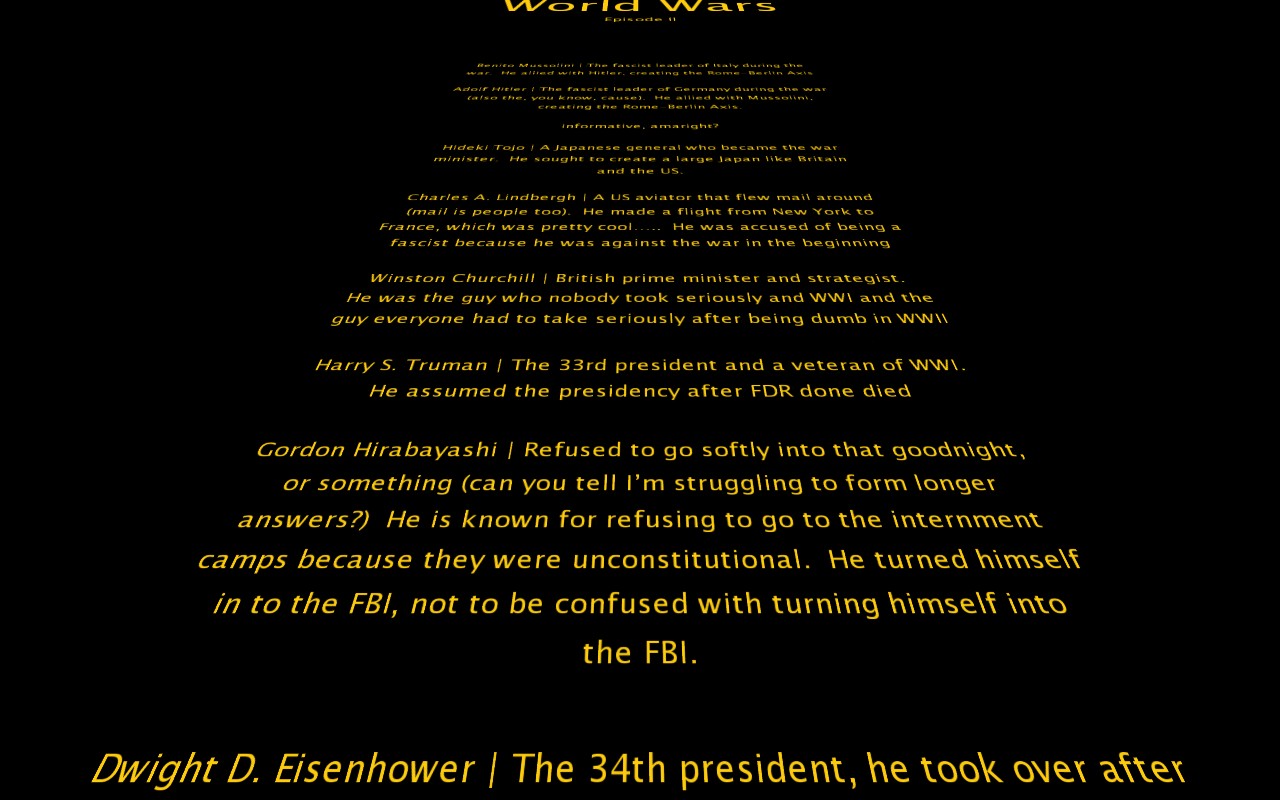 World Wars
Episode II
Benito Mussolini | The fascist leader of Italy during the
war. He allied with Hitler, creating the Rome-Berlin Axis
Adolf Hitler | The fascist leader of Germany during the war
(also the, you know, cause). He allied with Mussolini,
creating the Rome-Berlin Axis.
informative, amaright?
Hideki Tojo | A Japanese general who became the war
minister. He sought to create a large Japan like Britain
and the US.
Charles A. Lindbergh | A US aviator that flew mail around
(mail is people too). He made a flight from New York to
France, which was pretty cool..... He was accused of being a
fascist because he was against the war in the beginning
Winston Churchill | British prime minister and strategist.
He was the guy who nobody took seriously and WWI and the
guy everyone had to take seriously after being dumb in WWII
Harry S. Truman | The 33rd president and a veteran of WWI.
He assumed the presidency after FDR done died
Gordon Hirabayashi | Refused to go softly into that goodnight,
or something (can you tell I'm struggling to form longer
answers?) He is known for refusing to go to the internment
camps because they were unconstitutional. He turned himself
in to the FBI, not to be confused with turning himself into
the FBI.
Dwight D. Eisenhower | The 34th president, he took over after